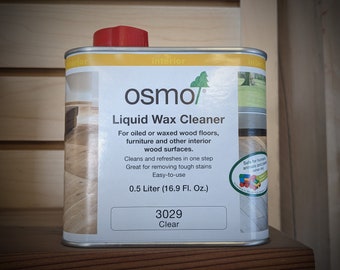 Interior
osmo
Liquid Wax Cleaner
For oiled or waxed wood floors,
furniture and other interior
wood surfaces.
Cleans and refreshes in one step
Great for removing tough stains
Easy-to-use
0.5 Liter (16.9 Fl. Oz.)
3029
Clear